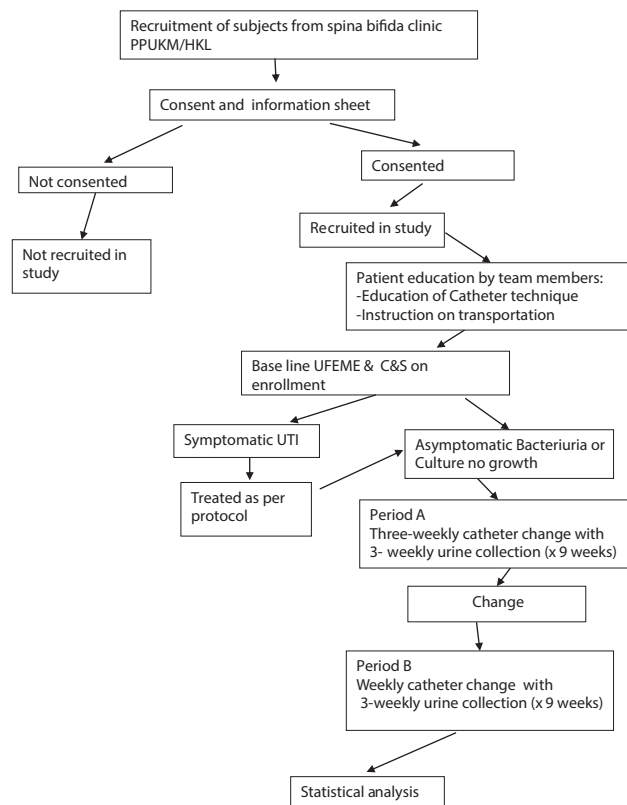 Recruitment of subjects from spina bifida clinic
PPUKM/HKL
Consent and information sheet
Not consented
Consented
Not recruited in
study
Recruited in study
Patient education by team members:
-Education of Catheter technique
-Instruction on transportation
Base line UFEME & C&S on
enrollment
Symptomatic UTI
Asymptomatic Bacteriuria or
Culture no growth
Treated as per
protocol
Period A
Three-weekly catheter change with
3- weekly urine collection (x 9 weeks)
Change
Period B
Weekly catheter change with
3-weekly urine collection (x 9 weeks)
Statistical analysis